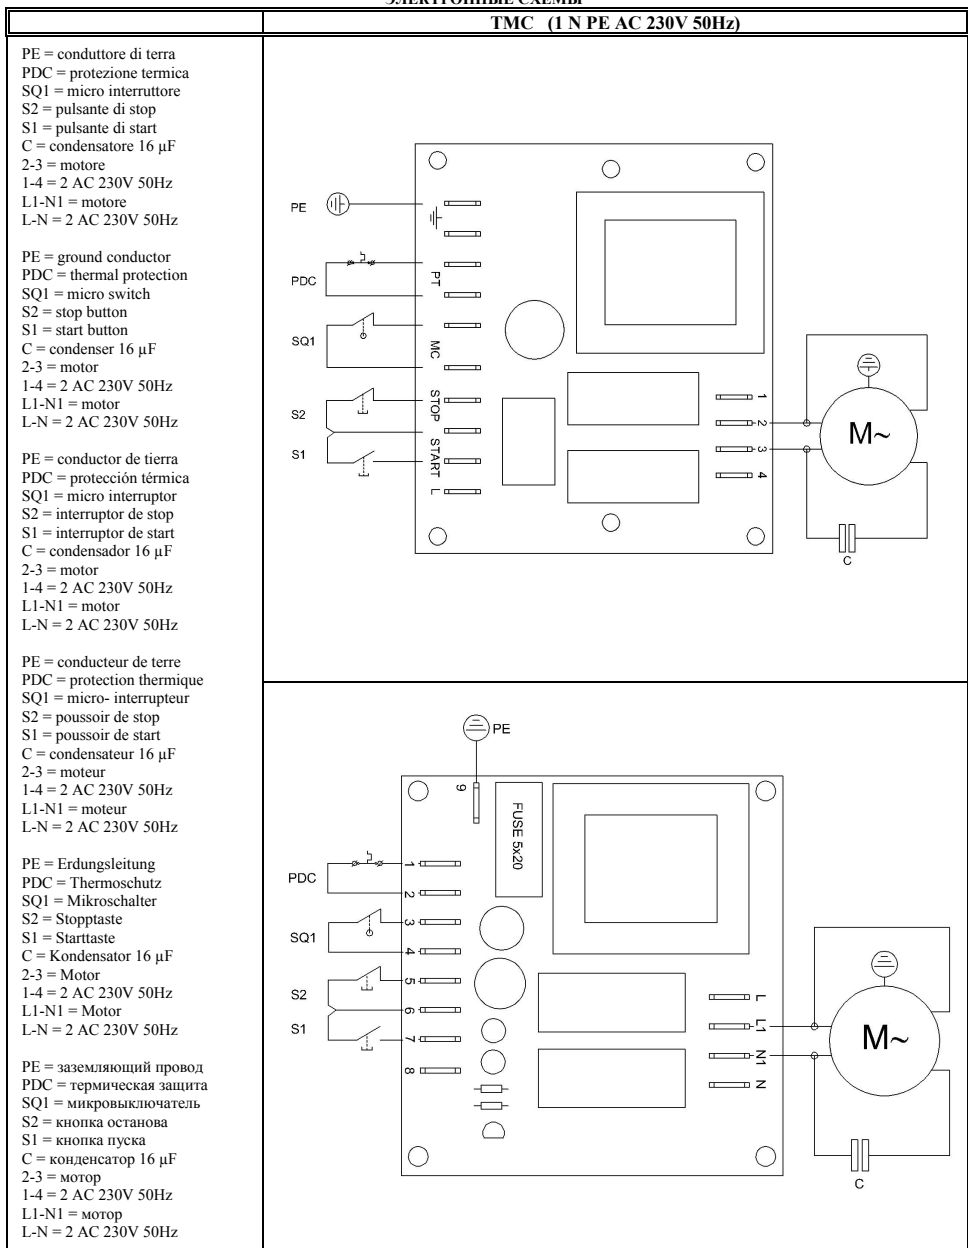 ЭЛЕКТРОННЫЕ СХЕМЫ
TMC (1 N PE AC 230V 50Hz)
PE = conduttore di terra
PDC = protezione termica
SQ1 = micro interruttore
S2 = pulsante di stop
S1 = pulsante di start
C = condensatore 16 µF
2-3 = motore
1-4 = 2 AC 230V 50Hz
L1-N1 = motore
L-N = 2 AC 230V 50Hz
PE = ground conductor
PDC = thermal protection
SQ1 = micro switch
S2 = stop button
S1 = start button
C = condenser 16 µF
2-3 = motor
1-4 = 2 AC 230V 50Hz
L1-N1 = motor
L-N = 2 AC 230V 50Hz
PE = conductor de tierra
PDC = protección térmica
SQ1 = micro interruptor
S2 = interruptor de stop
S1 = interruptor de start
C = condensador 16 µF
2-3 = motor
1-4 = 2 AC 230V 50Hz
L1-N1 = motor
L-N = 2 AC 230V 50Hz
PE = conducteur de terre
PDC = protection thermique
SQ1 = micro- interrupteur
S2 = poussoir de stop
S1 = poussoir de start
C = condensateur 16 µF
2-3 = moteur
1-4 = 2 AC 230V 50Hz
L1-N1 = moteur
L-N = 2 AC 230V 50Hz
PE = Erdungsleitung
PDC = Thermoschutz
SQ1 = Mikroschalter
S2 = Stopptaste
S1 = Starttaste
C = Kondensator 16 µF
2-3 = Motor
1-4 = 2 AC 230V 50Hz
L1-N1 = Motor
L-N = 2 AC 230V 50Hz
PE = заземляющий провод
PDC = термическая защита
SQ1 = микровыключатель
S2 = кнопка останова
S1 = кнопка пуска
C = конденсатор 16 µF
2-3 = мотор
1-4 = 2 AC 230V 50Hz
L1-N1 = мотор
L-N = 2 AC 230V 50Hz
PE
PDC
PT
SQ1
MC
S2
STOP
S1
START
L
1
2
3
4
M~
C
PE
9
FUSE 5x20
PDC
1
2
SQ1
3
4
S2
5
6
S1
7
8
L
L1
N1
N
M~
C